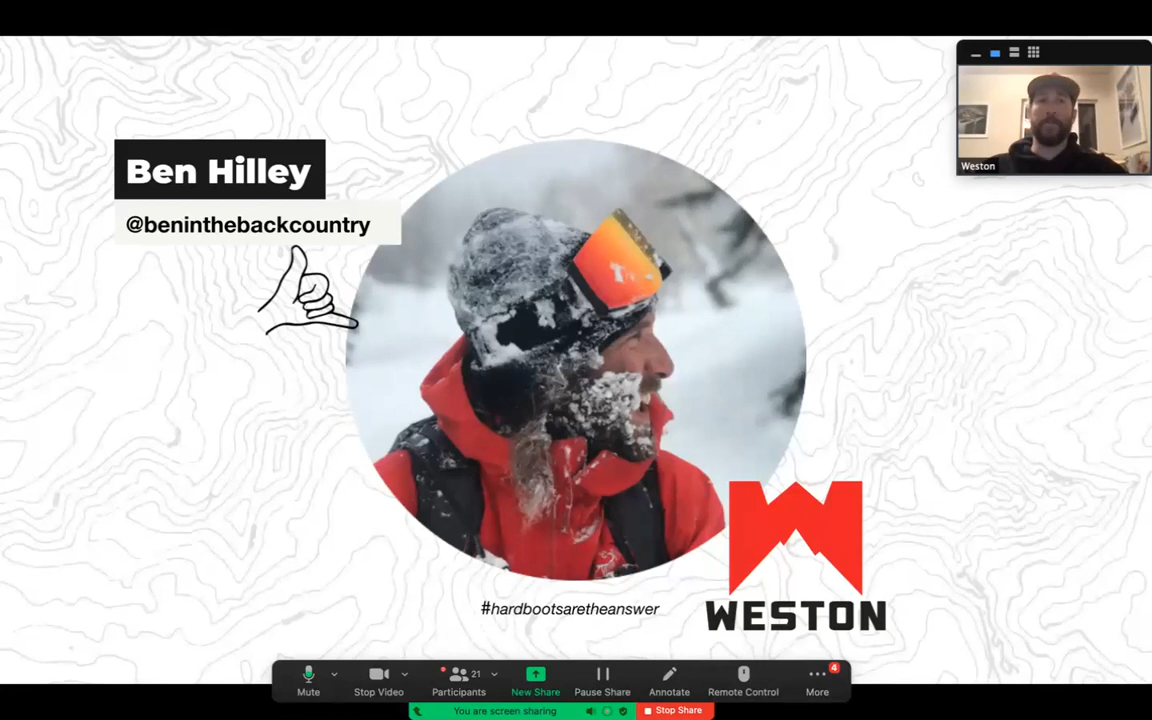 Ben Hilley
@beninthebackcountry
Weston
#hardbootsaretheanswer
WESTON
Mute
Stop Video
21
Participants
New Share
Pause Share
Annotate
Remote Control
4
More
You are screen sharing
Stop Share